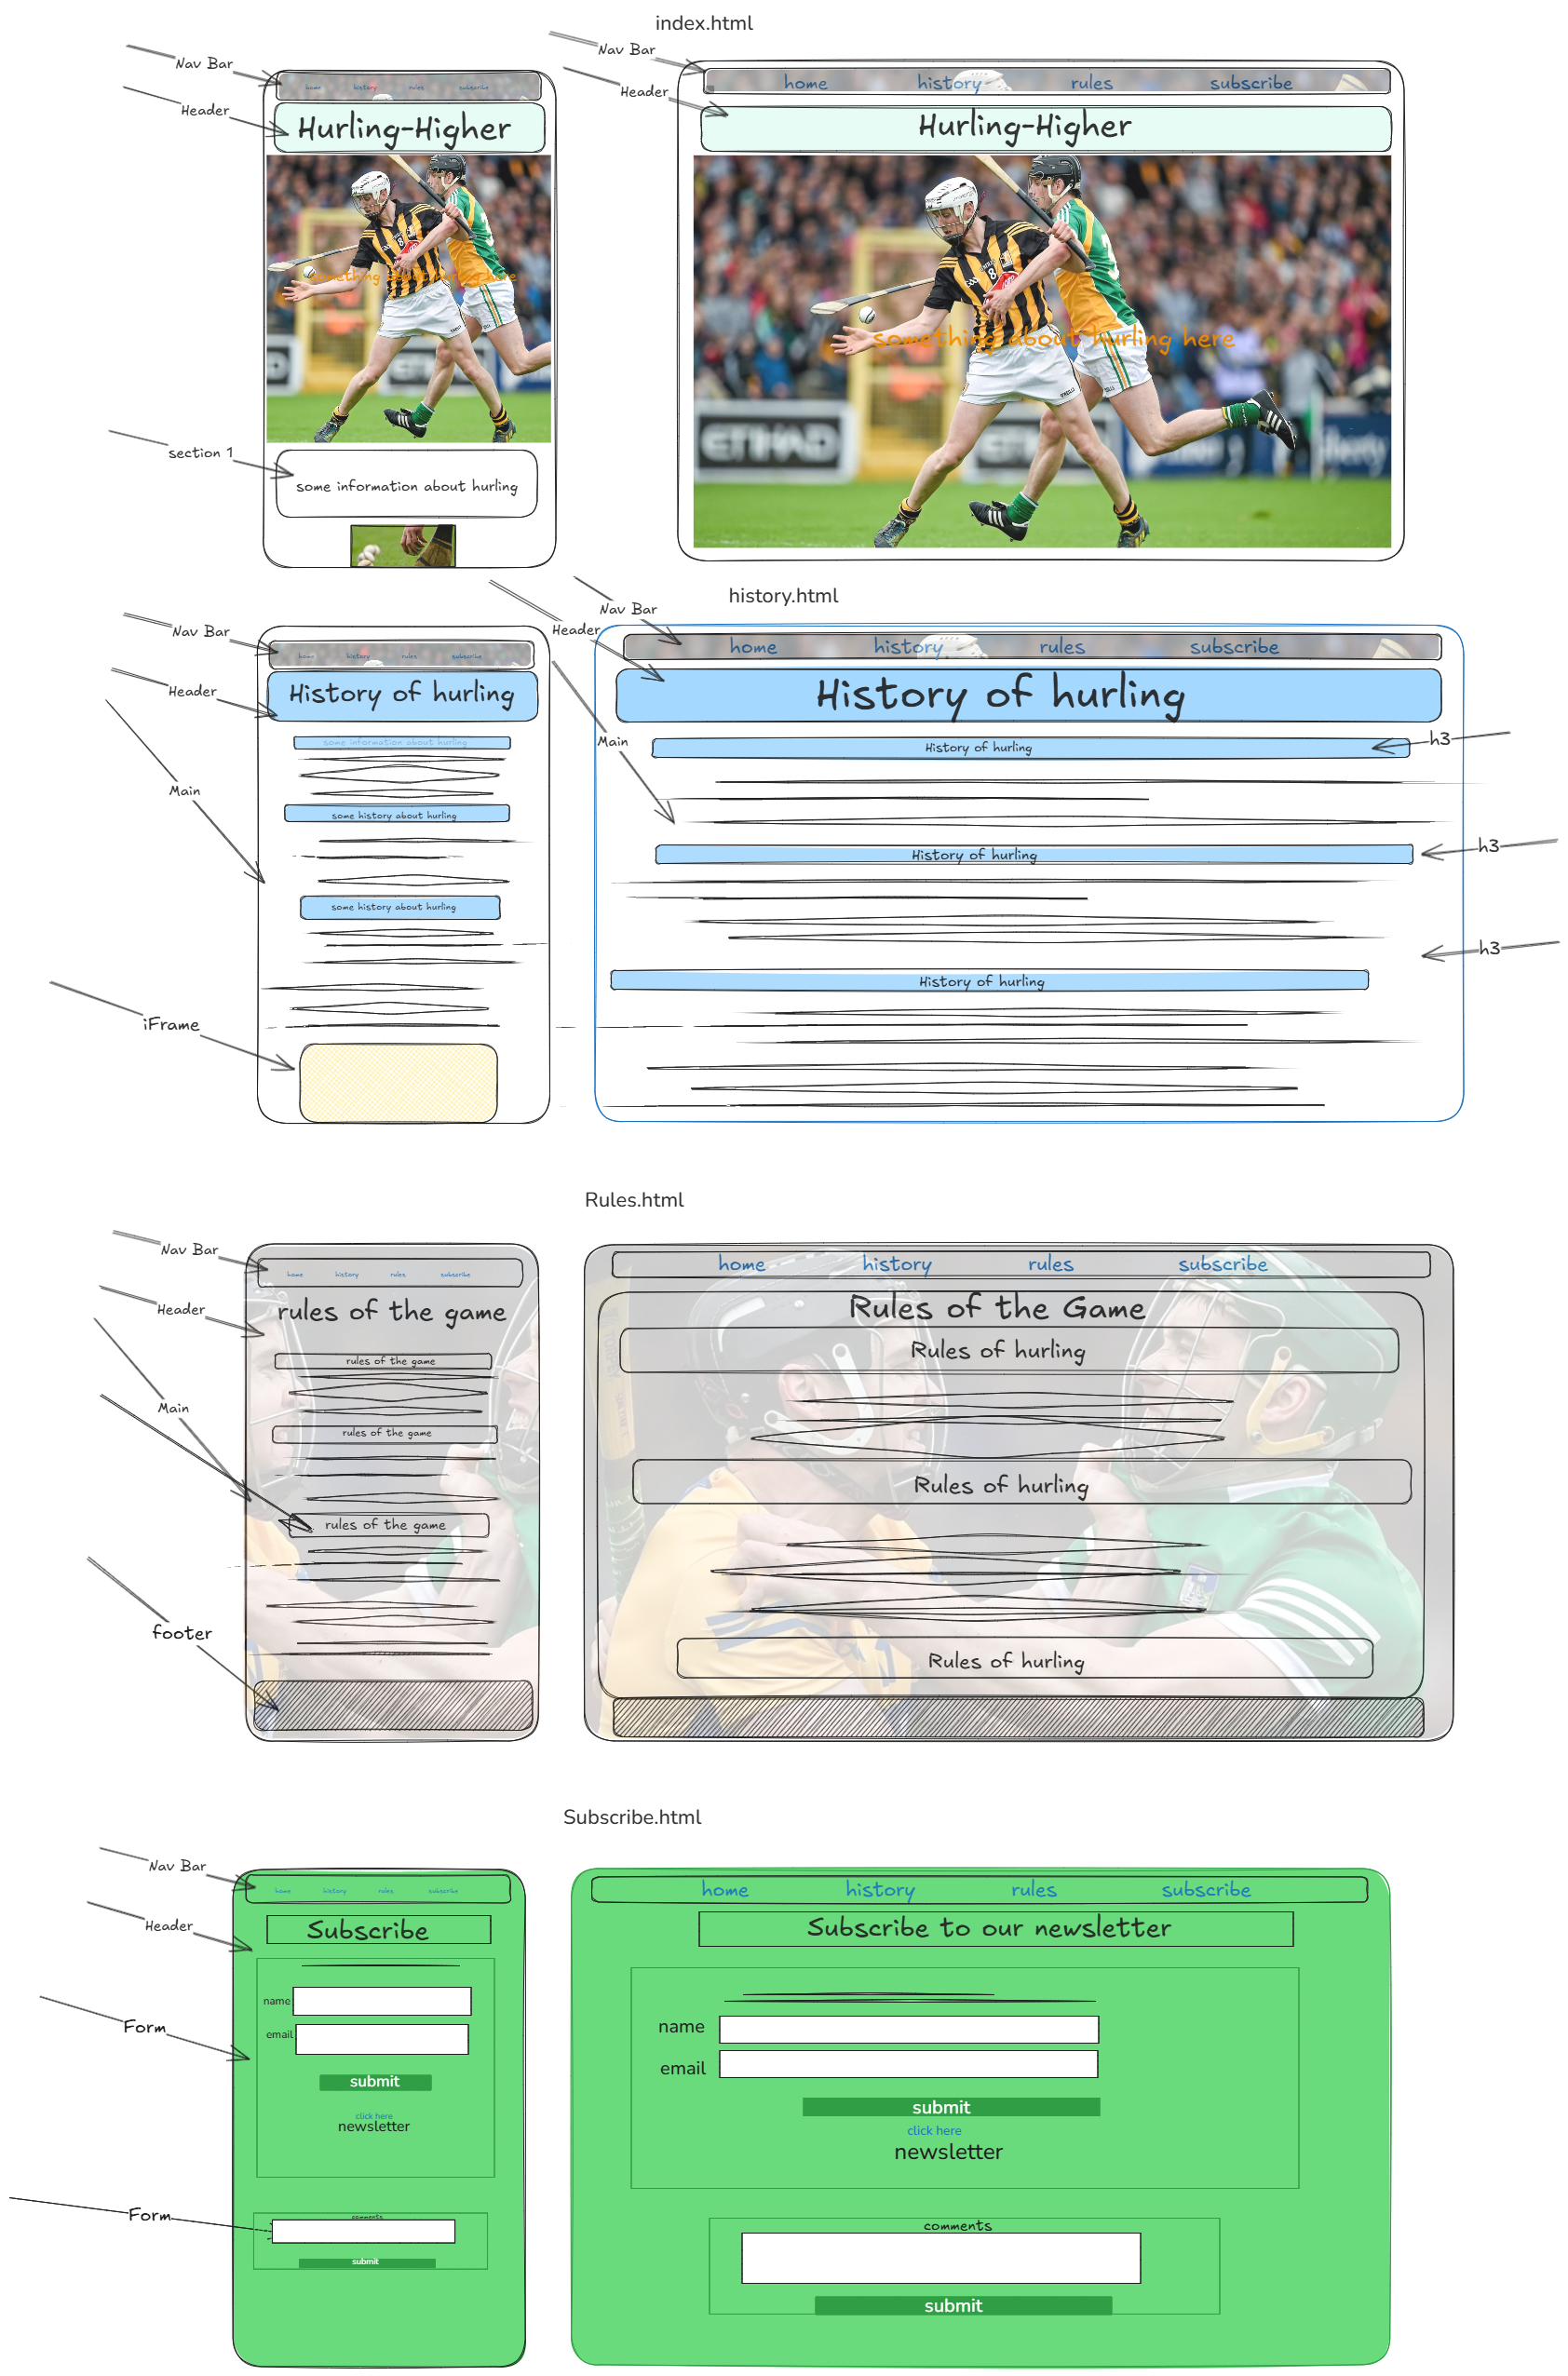 index.html
Nav Bar
Header
home history rules subscribe
Hurling-Higher
something about hurling here
8
3
section 1
some information about hurling
Nav Bar
Header
home history rules subscribe
Hurling-Higher
8
3
something about hurling here
ETIHAD
history.html
Nav Bar
Header
Main
iFrame
home history rules subscribe
History of hurling
some information about hurling
some history about hurling
some history about hurling
Nav Bar
Header
Main
home history rules subscribe
History of hurling
History of hurling
h3
History of hurling
h3
h3
History of hurling
Rules.html
Nav Bar
Header
Main
footer
home history rules subscribe
rules of the game
rules of the game
rules of the game
rules of the game
home history rules subscribe
Rules of the Game
Rules of hurling
Rules of hurling
Rules of hurling
Subscribe.html
Nav Bar
Header
Form
Form
home history rules subscribe
Subscribe
name
email
submit
click here
newsletter
comments
submit
home history rules subscribe
Subscribe to our newsletter
name
email
submit
click here
newsletter
comments
submit